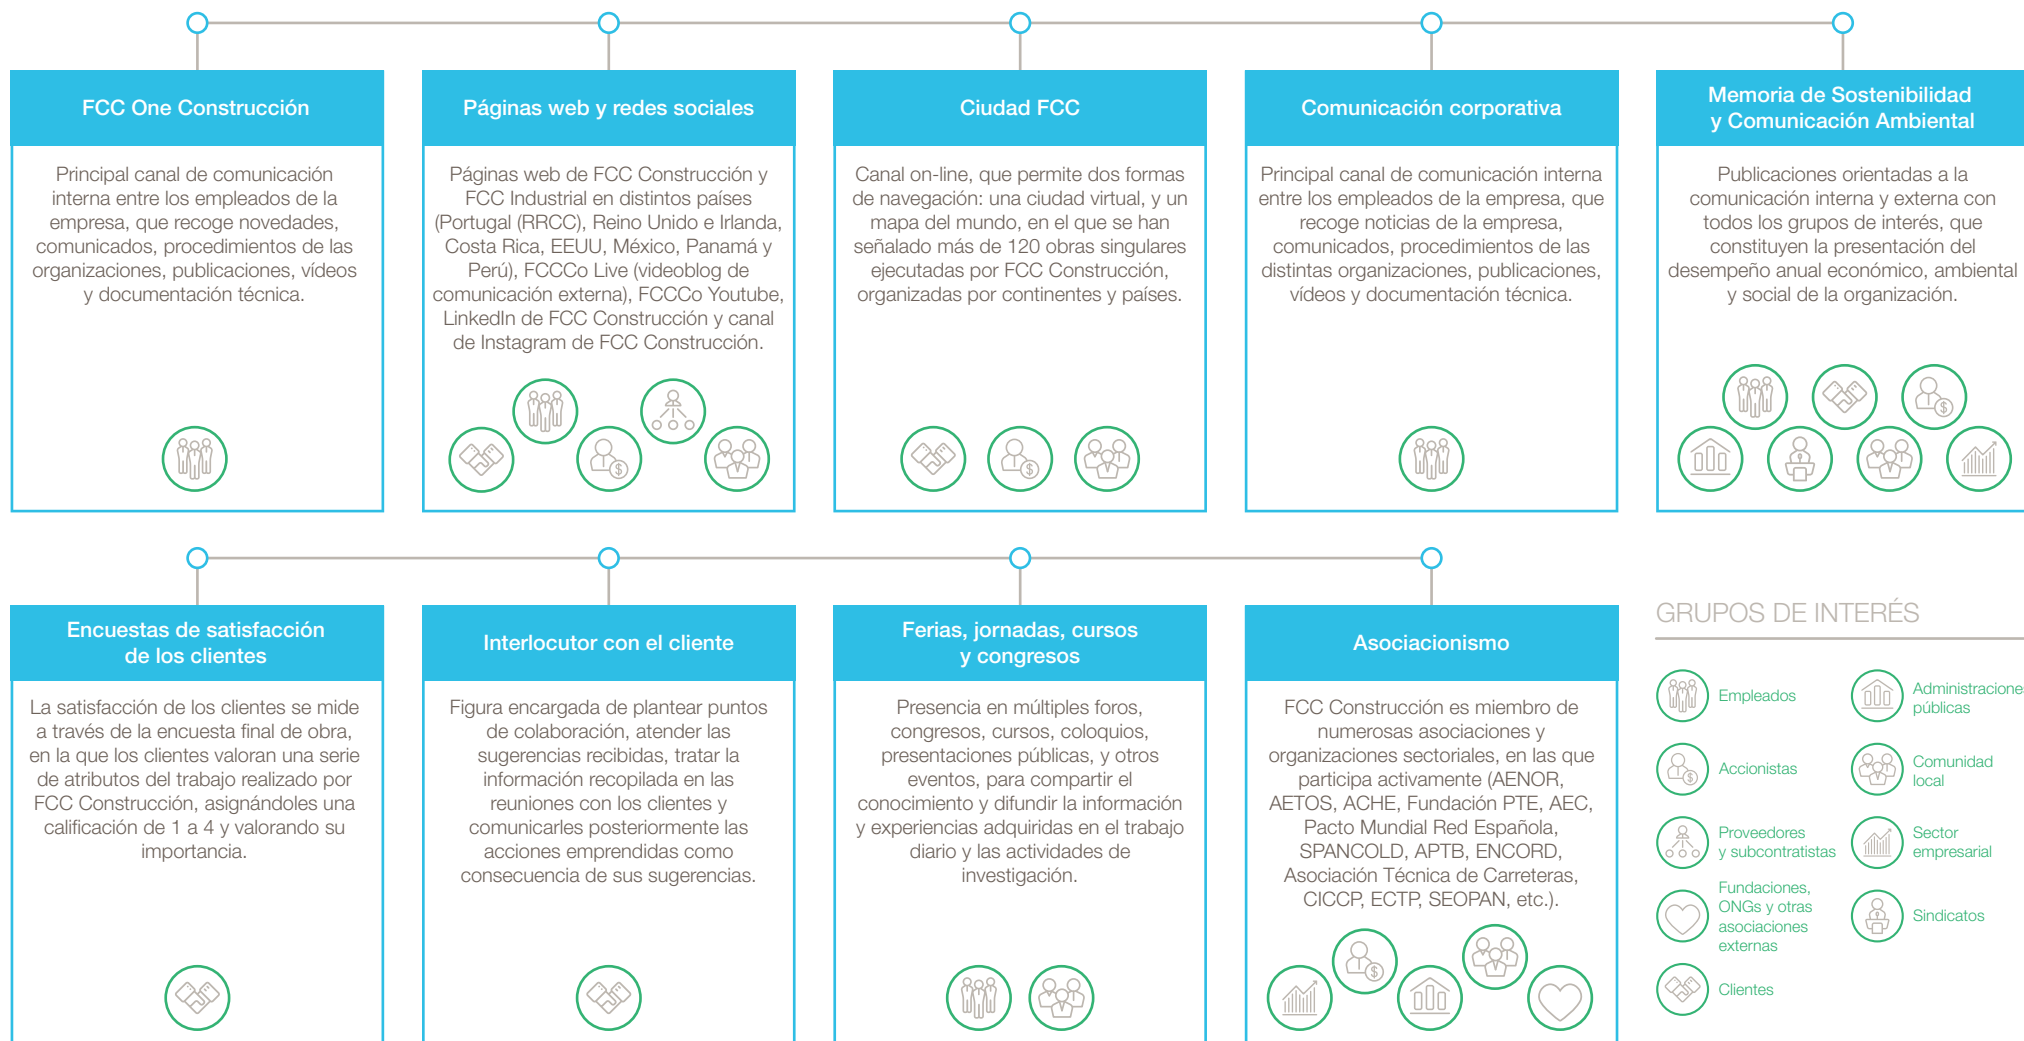 FCC One Construcción
Principal canal de comunicación
interna entre los empleados de la
empresa, que recoge novedades,
comunicados, procedimientos de las
organizaciones, publicaciones, vídeos
y documentación técnica.
Páginas web y redes sociales
Páginas web de FCC Construcción y
FCC Industrial en distintos países
(Portugal (RRCC), Reino Unido e Irlanda,
Costa Rica, EEUU, México, Panamá y
Perú), FCCCo Live (videoblog de
comunicación externa), FCCCo Youtube,
LinkedIn de FCC Construcción y canal
de Instagram de FCC Construcción.
Ciudad FCC
Canal on-line, que permite dos formas
de navegación: una ciudad virtual, y un
mapa del mundo, en el que se han
señalado más de 120 obras singulares
ejecutadas por FCC Construcción,
organizadas por continentes y países.
Comunicación corporativa
Principal canal de comunicación interna
entre los empleados de la empresa, que
recoge noticias de la empresa,
comunicados, procedimientos de las
distintas organizaciones, publicaciones,
vídeos y documentación técnica.
Memoria de Sostenibilidad
y Comunicación Ambiental
Publicaciones orientadas a la
comunicación interna y externa con
todos los grupos de interés, que
constituyen la presentación del
desempeño anual económico, ambiental
y social de la organización.
Encuestas de satisfacción
de los clientes
La satisfacción de los clientes se mide
a través de la encuesta final de obra,
en la que los clientes valoran una serie
de atributos del trabajo realizado por
FCC Construcción, asignándoles una
calificación de 1 a 4 y valorando su
importancia.
Interlocutor con el cliente
Figura encargada de plantear puntos
de colaboración, atender las
sugerencias recibidas, tratar la
información recopilada en las
reuniones con los clientes y
comunicarles posteriormente las
acciones emprendidas como
consecuencia de sus sugerencias.
Ferias, jornadas, cursos
y congresos
Presencia en múltiples foros,
congresos, cursos, coloquios,
presentaciones públicas, y otros
eventos, para compartir el
conocimiento y difundir la información
y experiencias adquiridas en el trabajo
diario y las actividades de
investigación.
Asociacionismo
FCC Construcción es miembro de
numerosas asociaciones y
organizaciones sectoriales, en las que
participa activamente (AENOR,
AETOS, ACHE, Fundación PTE, AEC,
Pacto Mundial Red Española,
SPANCOLD, APTB, ENCORD,
Asociación Técnica de Carreteras,
CICCP, ECTP, SEOPAN, etc.).
GRUPOS DE INTERÉS
Empleados
Accionistas
Proveedores
y subcontratistas
Fundaciones,
ONGs y otras
asociaciones
externas
Clientes
Administraciones
públicas
Comunidad
local
Sector
empresarial
Sindicatos